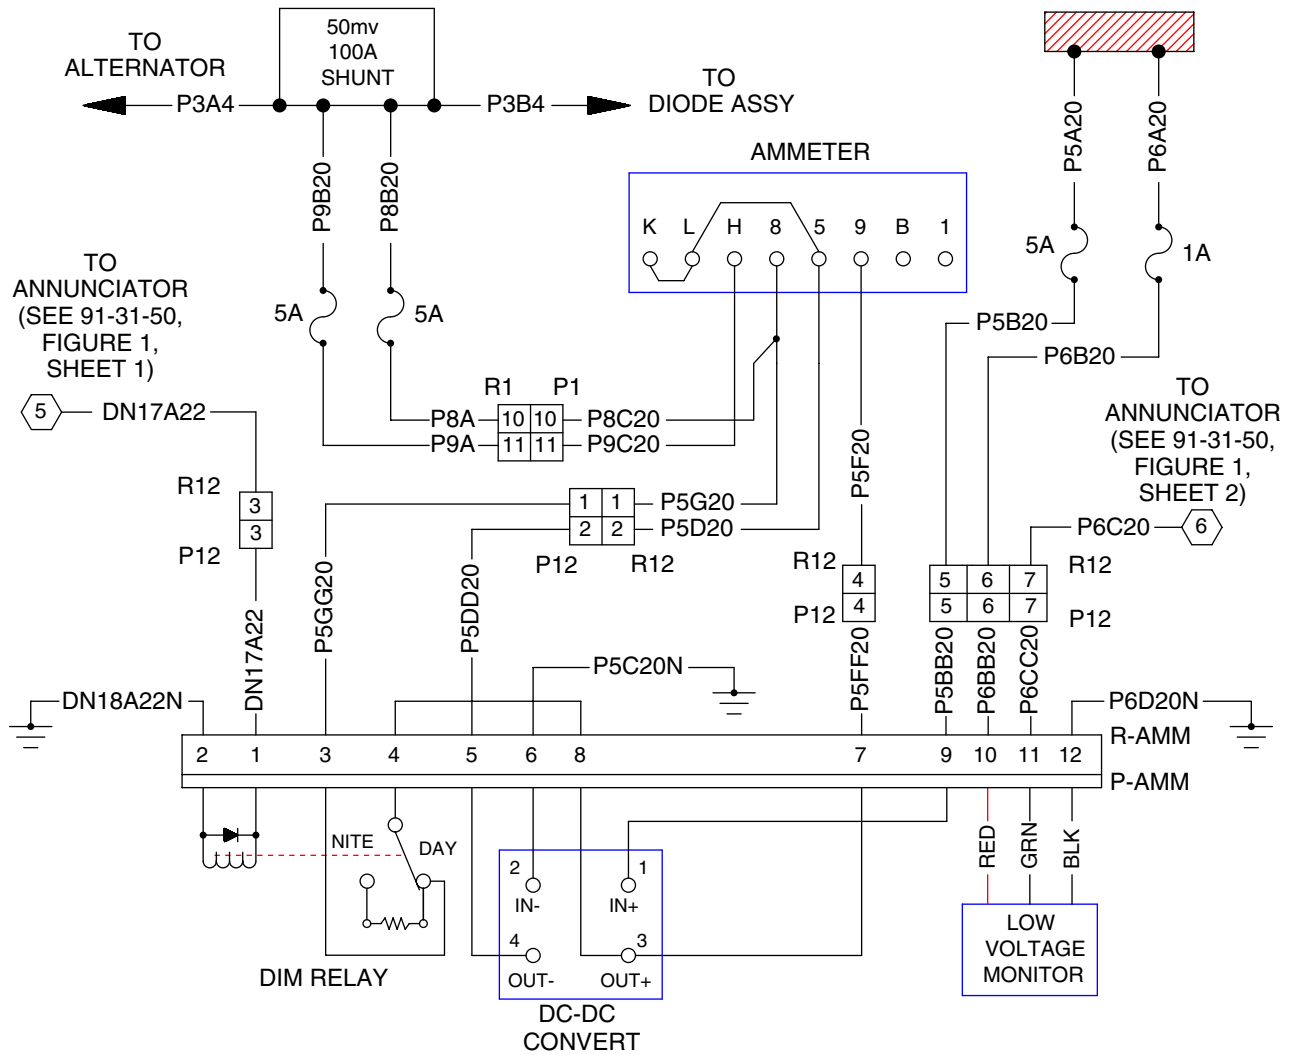 50mv
100A
SHUNT
TO
ALTERNATOR
P3A4
P3B4
TO
DIODE ASSY
P9B20
P8B20
P5A20
P6A20
AMMETER
K L H 8 5 9 B 1
5A
1A
TO
ANNUNCIATOR
(SEE 91-31-50,
FIGURE 1,
SHEET 1)
5A
5A
P5B20
P6B20
5
DN17A22
R1
P1
P8A
10 10
P8C20
P9A
11 11
P9C20
P5F20
TO
ANNUNCIATOR
(SEE 91-31-50,
FIGURE 1,
SHEET 2)
R12
3
3
P12
1 1
P5G20
2 2
P5D20
P12
R12
P6C20
6
R12
4
4
P12
5 6 7
5 6 7
R12
P12
DN17A22
P5GG20
P5DD20
P5C20N
P5FF20
P5BB20
P6BB20
P6CC20
DN18A22N
P6D20N
2 1 3 4 5 6 8 7 9 10 11 12
R-AMM
P-AMM
NITE
DAY
DIM RELAY
2
IN-
1
IN+
4
OUT-
3
OUT+
DC-DC
CONVERT
RED
GRN
BLK
LOW
VOLTAGE
MONITOR